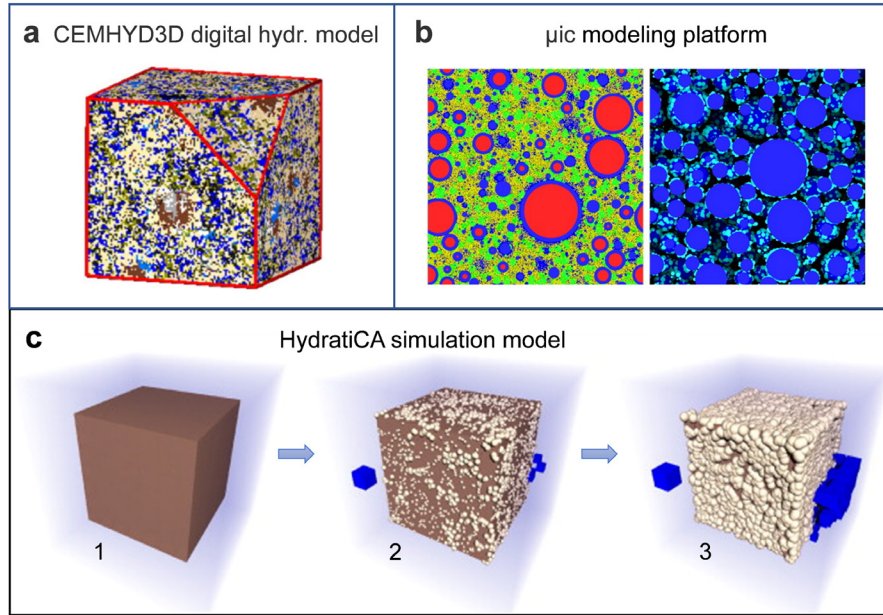 a CEMHYD3D digital hydr. model
b µic modeling platform
c HydratiCA simulation model
1
2
3